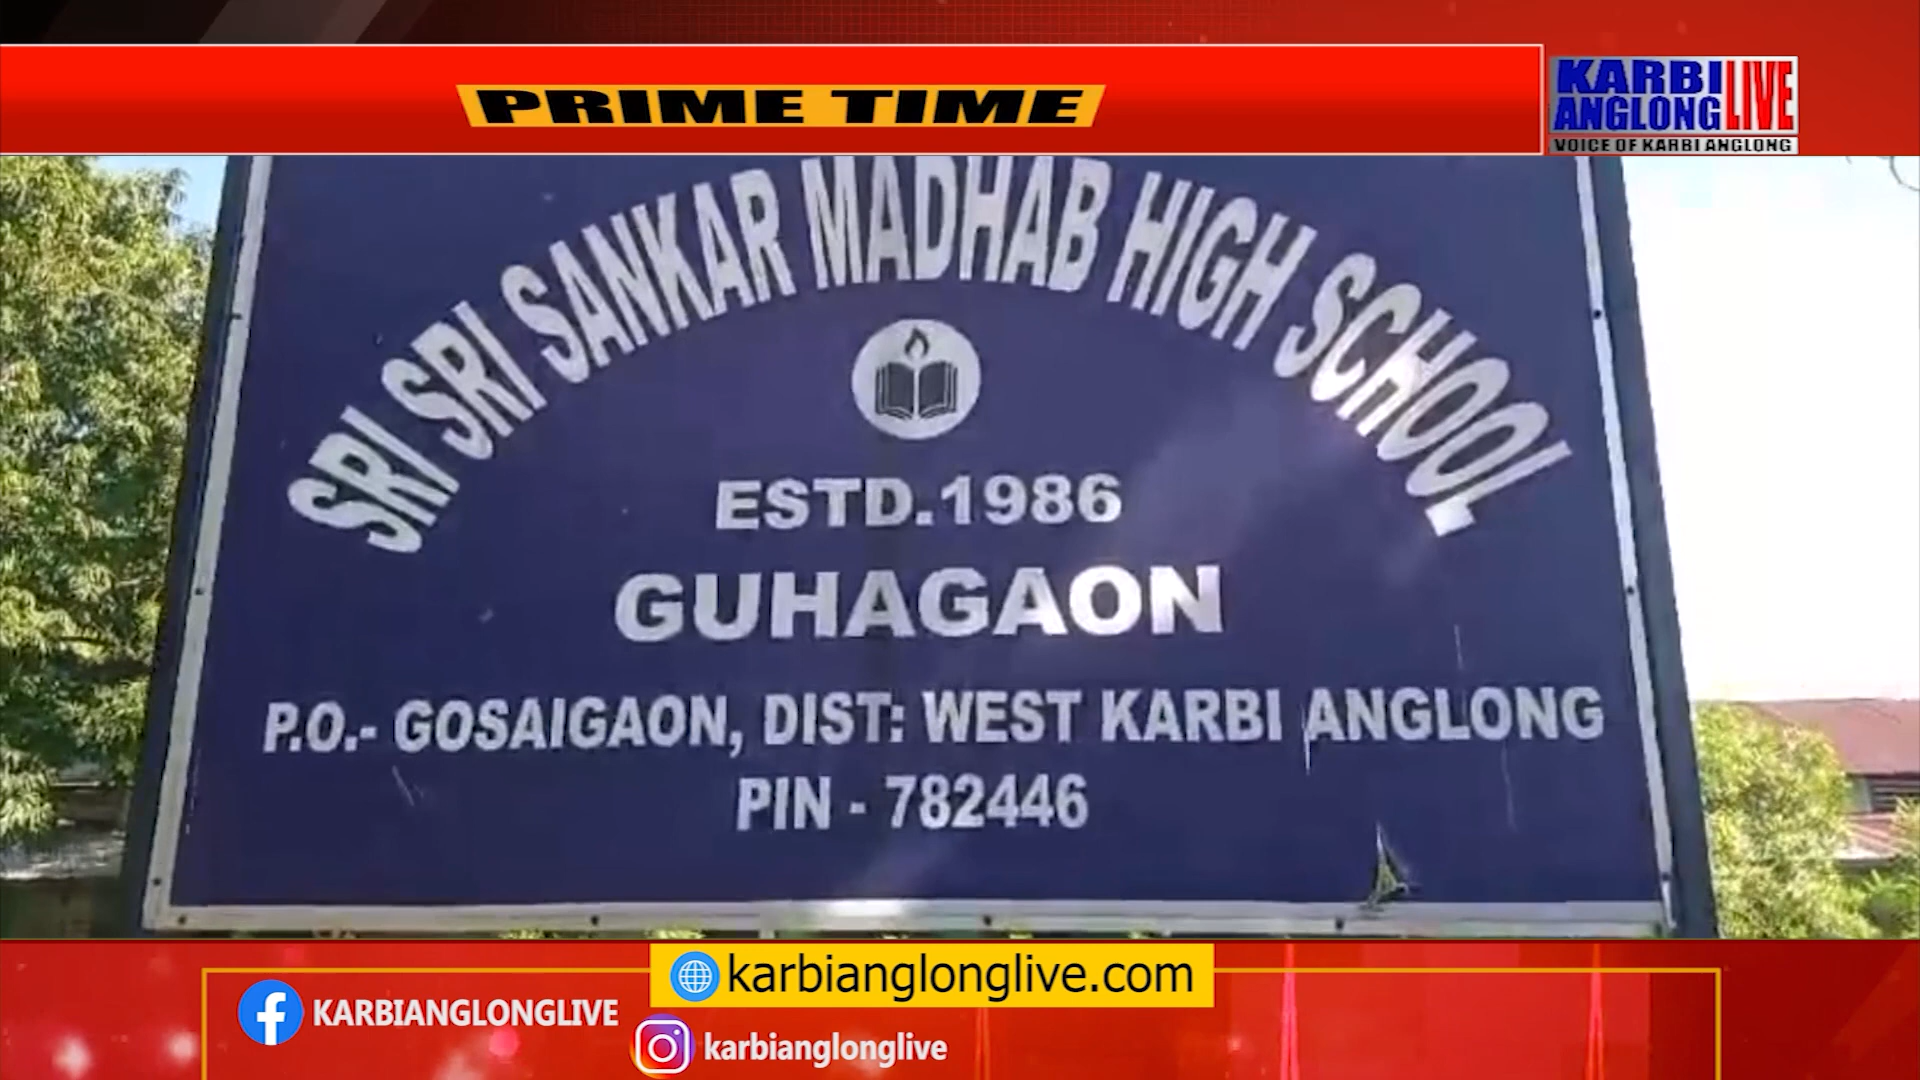 PRIME TIME
KARBI
ANGLONG LIVE
VOICE OF KARBI ANGLONG
SRI SRI SANKAR MADHAB HIGH SCHOOL
ESTD.1986
GUHAGAON
P.O.- GOSAIGAON, DIST: WEST KARBI ANGLONG
PIN - 782446
karbianglonglive.com
KARBIANGLONGLIVE
karbianglonglive